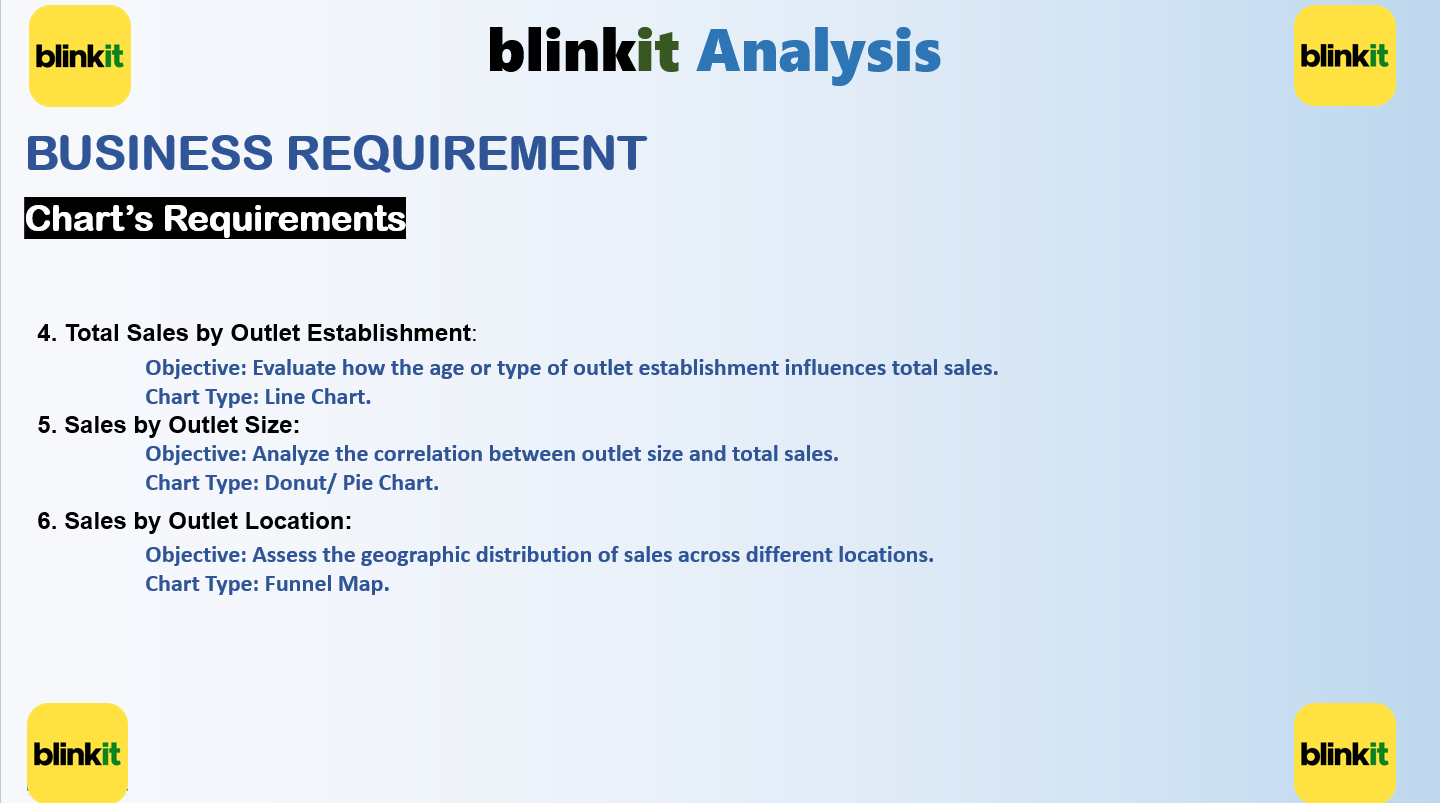 blinkit
blinkit Analysis
blinkit
BUSINESS REQUIREMENT
Chart’s Requirements
4. Total Sales by Outlet Establishment:
Objective: Evaluate how the age or type of outlet establishment influences total sales.
Chart Type: Line Chart.
5. Sales by Outlet Size:
Objective: Analyze the correlation between outlet size and total sales.
Chart Type: Donut/ Pie Chart.
6. Sales by Outlet Location:
Objective: Assess the geographic distribution of sales across different locations.
Chart Type: Funnel Map.
blinkit
blinkit